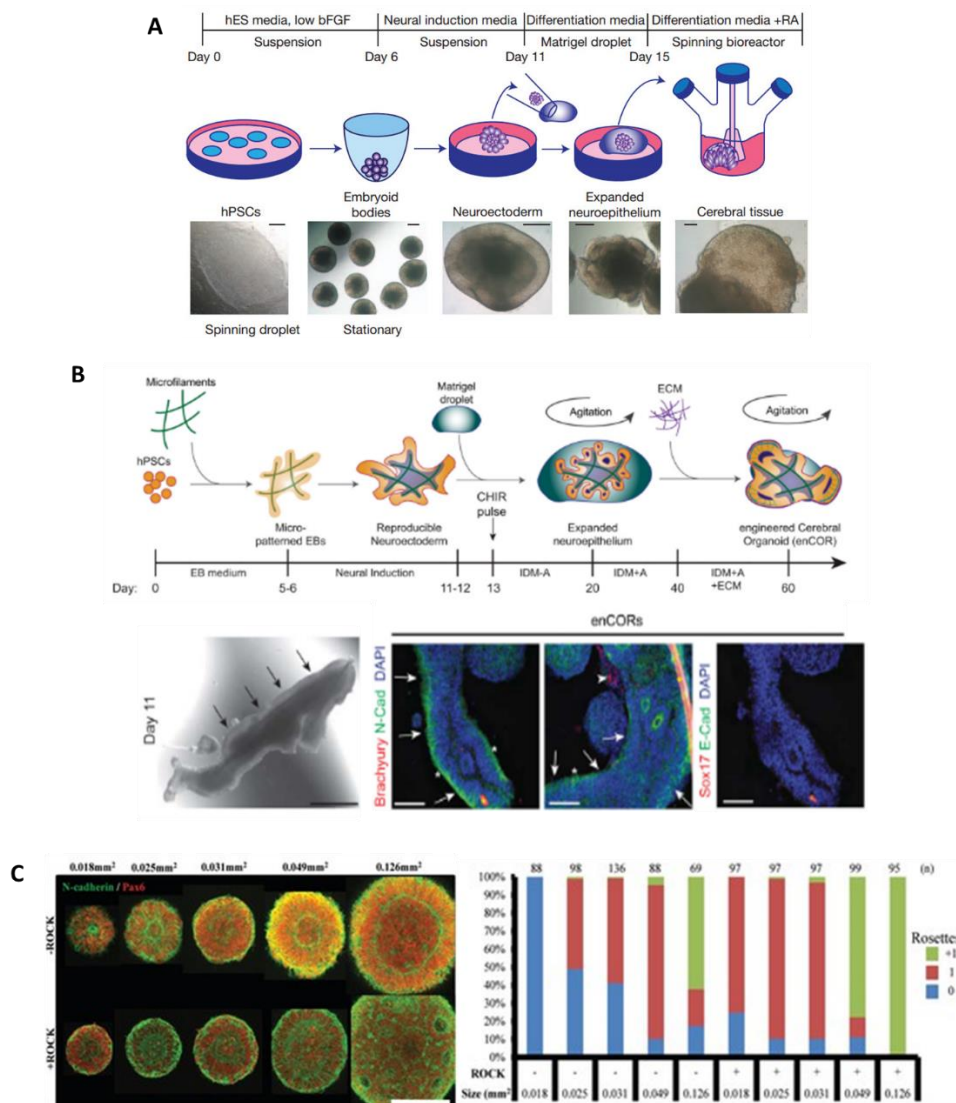 A
hES media, low bFGF
Neural induction media
Differentiation media
Differentiation media +RA
Suspension
Suspension
Matrigel droplet
Spinning bioreactor
Day 0
Day 6
Day 11
Day 15
hPSCs
Embryoid
bodies
Neuroectoderm
Expanded
neuroepithelium
Cerebral tissue
Spinning droplet
Stationary
B
Microfilaments
hPSCs
Matrigel
droplet
Agitation
ECM
Agitation
CHIR
pulse
Micro-
patterned EBs
Reproducible
Neuroectoderm
Expanded
neuroepithelium
engineered Cerebral
Organoid (enCOR)
EB medium
Neural Induction
IDM-A
IDM+A
IDM+A
+ECM
Day:
0
5-6
11-12
13
20
40
60
enCORs
Day 11
Brachyury N-Cad DAPI
Sox17 E-Cad DAPI
C
0.018mm²
0.025mm²
0.031mm²
0.049mm²
0.126mm²
N-cadherin / Pax6
-ROCK
+ROCK
88 98 136 88 69 97 97 97 99 95 (n)
100%
90%
80%
70%
60%
50%
40%
30%
20%
10%
0%
Rosettes
+1
1
0
ROCK - - - - - + + + + +
Size (mm²) 0.018 0.025 0.031 0.049 0.126 0.018 0.025 0.031 0.049 0.126